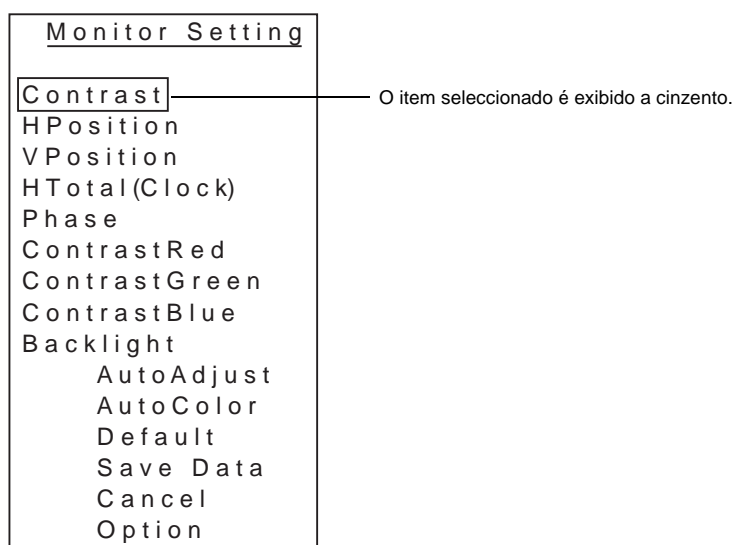 Monitor Setting
Contrast
O item seleccionado é exibido a cinzento.
HPosition
VPosition
HTotal(Clock)
Phase
ContrastRed
ContrastGreen
ContrastBlue
Backlight
AutoAdjust
AutoColor
Default
Save Data
Cancel
Option